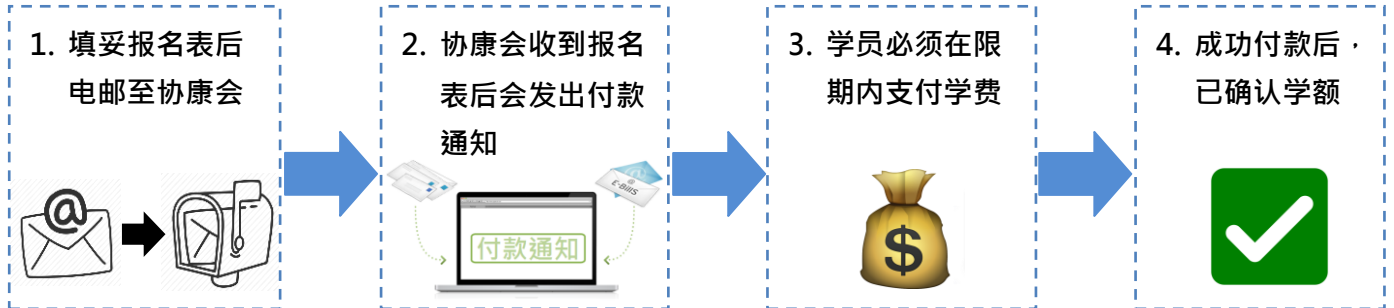 1. 填妥报名表后
电邮至协康会
@
2. 协康会收到报名
表后会发出付款
通知
E-Bills
付款通知
3. 学员必须在限
期内支付学费
$
4. 成功付款后，
已确认学额